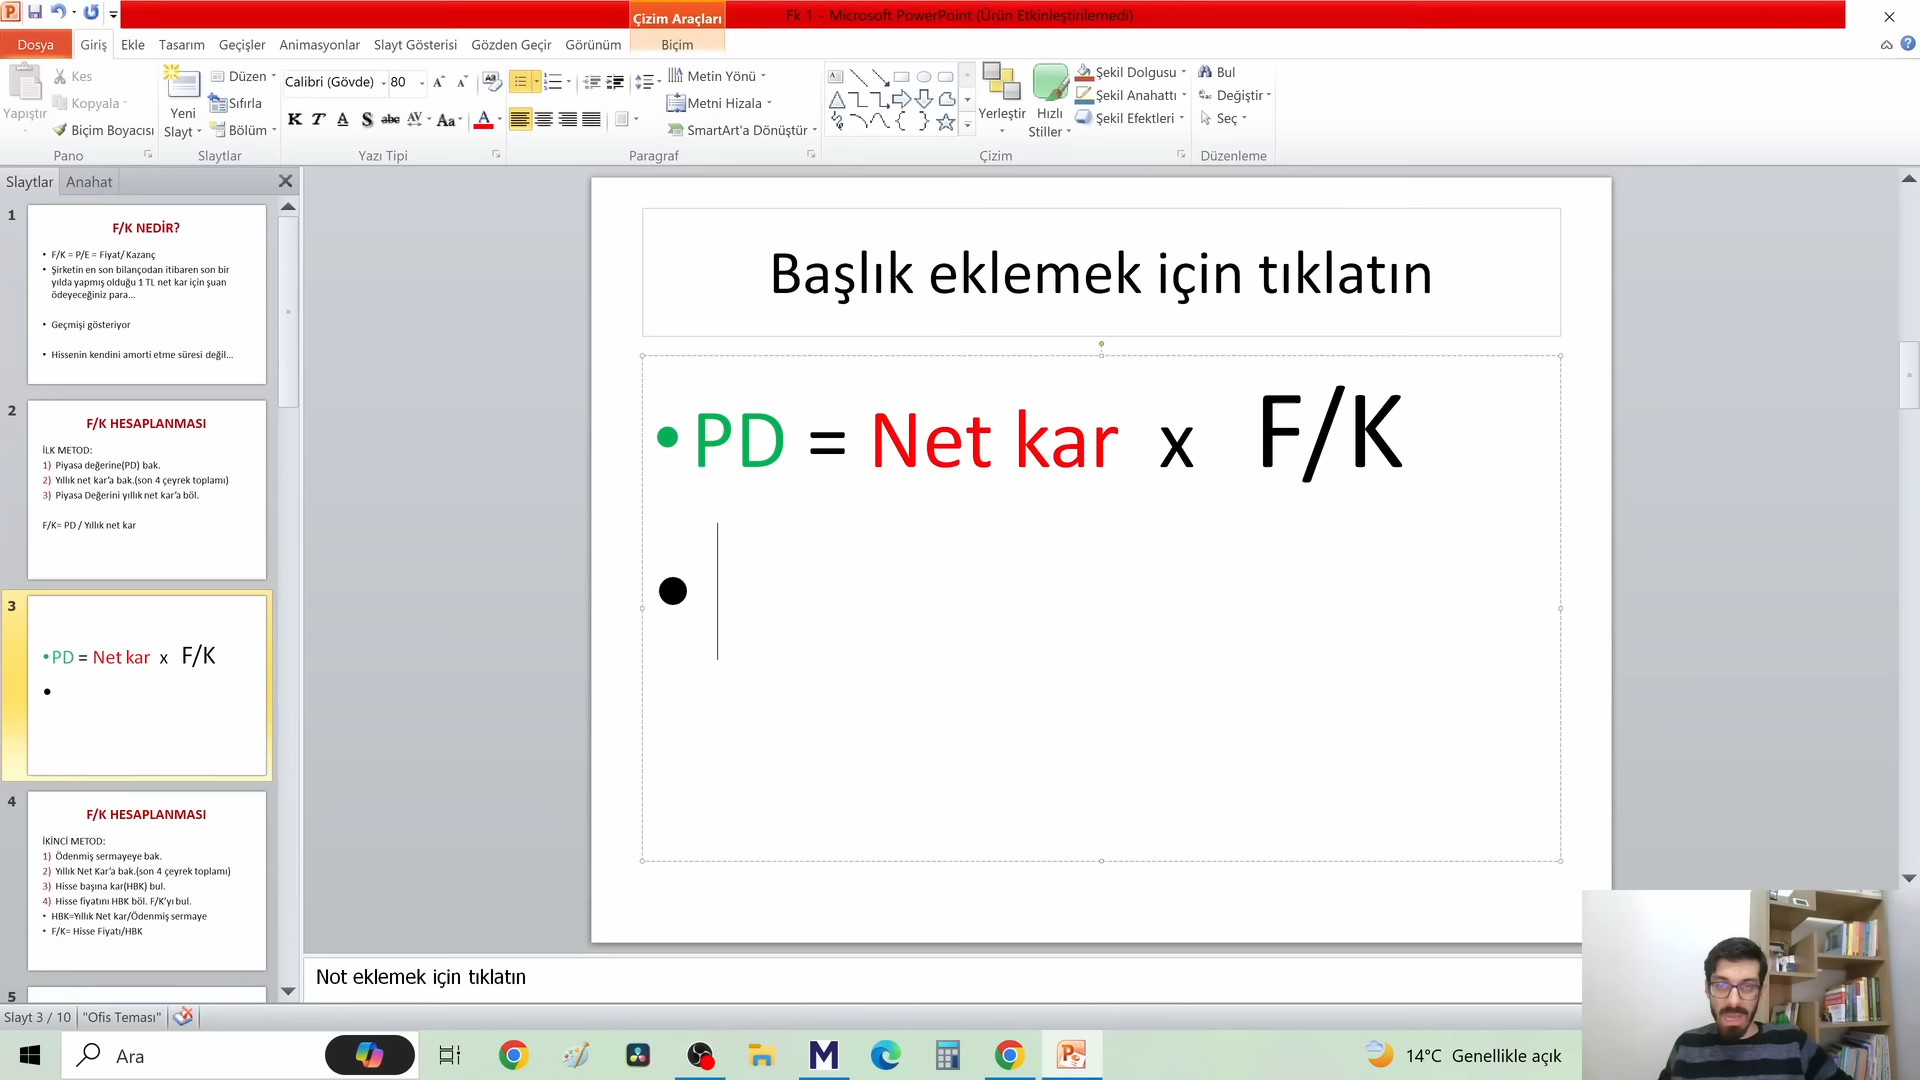 Çizim Araçları
Fk 1 - Microsoft PowerPoint (Ürün Etkinleştirilemedi)
Dosya Giriş Ekle Tasarım Geçişler Animasyonlar Slayt Gösterisi Gözden Geçir Görünüm Biçim
Yapıştır
Kes
Kopyala
Biçim Boyacısı
Pano
Yeni Slayt
Düzen
Sıfırla
Bölüm
Slaytlar
Calibri (Gövde) 80
K T A S abc AV Aa A
Yazı Tipi
Metin Yönü
Metni Hizala
SmartArt'a Dönüştür
Paragraf
Yerleştir
Hızlı Stiller
Şekil Dolgusu
Şekil Anahattı
Şekil Efektleri
Çizim
Bul
Değiştir
Seç
Düzenleme
Slaytlar Anahat
1
F/K NEDİR?
• F/K = P/E = Fiyat/Kazanç
• Şirketin en son bilançodan itibaren son bir
yılda yapmış olduğu 1 TL net kar için şuan
ödeyeceğiniz para...
• Geçmişi gösteriyor
• Hissenin kendini amorti etme süresi değil...
2
F/K HESAPLANMASI
İLK METOD:
1) Piyasa değerine(PD) bak.
2) Yıllık net kar’a bak.(son 4 çeyrek toplamı)
3) Piyasa Değerini yıllık net kar’a böl.
F/K= PD / Yıllık net kar
3
• PD = Net kar x F/K
•
4
F/K HESAPLANMASI
İKİNCİ METOD:
1) Ödenmiş sermayeye bak.
2) Yıllık Net Kar’a bak.(son 4 çeyrek toplamı)
3) Hisse başına kar(HBK) bul.
4) Hisse fiyatını HBK böl. F/K’yı bul.
• HBK=Yıllık Net kar/Ödenmiş sermaye
• F/K= Hisse Fiyatı/HBK
5
Başlık eklemek için tıklatın
• PD = Net kar x F/K
•
Not eklemek için tıklatın
Slayt 3 / 10 "Ofis Teması"
Ara
14°C Genellikle açık